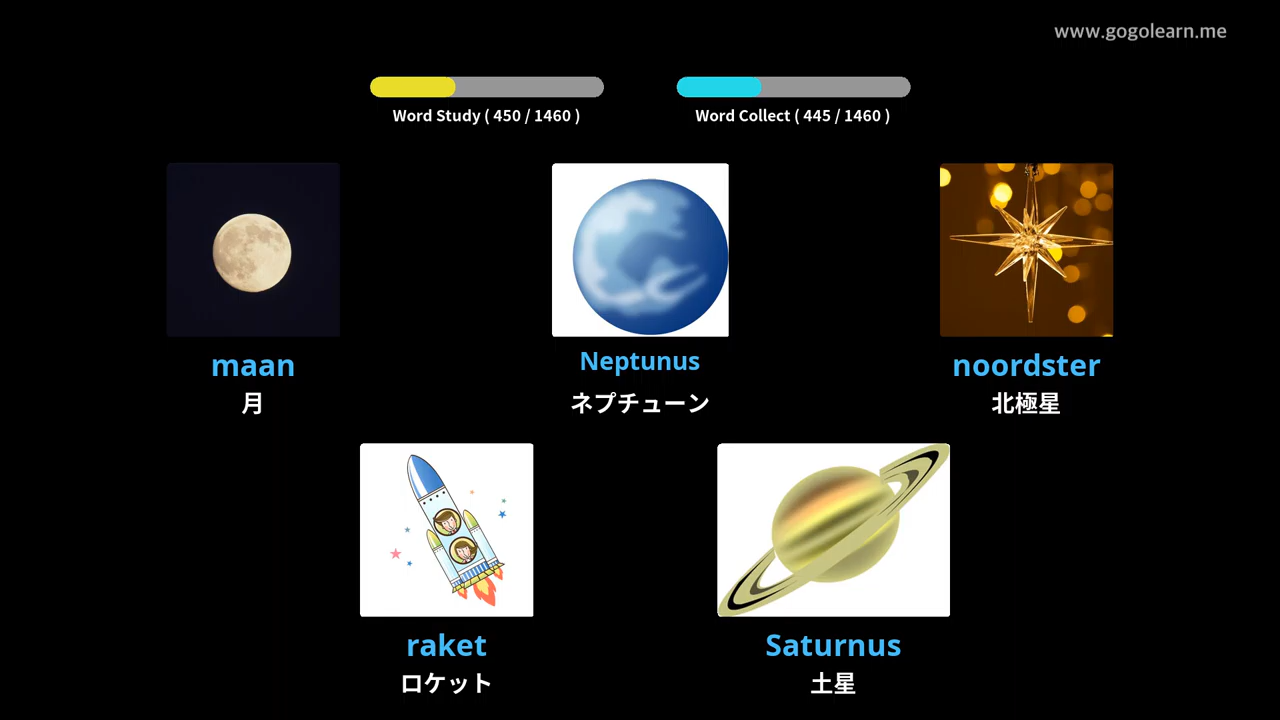 www.gogolearn.me
Word Study ( 450 / 1460 )
Word Collect ( 445 / 1460 )
maan
月
Neptunus
ネプチューン
noordster
北極星
raket
ロケット
Saturnus
土星